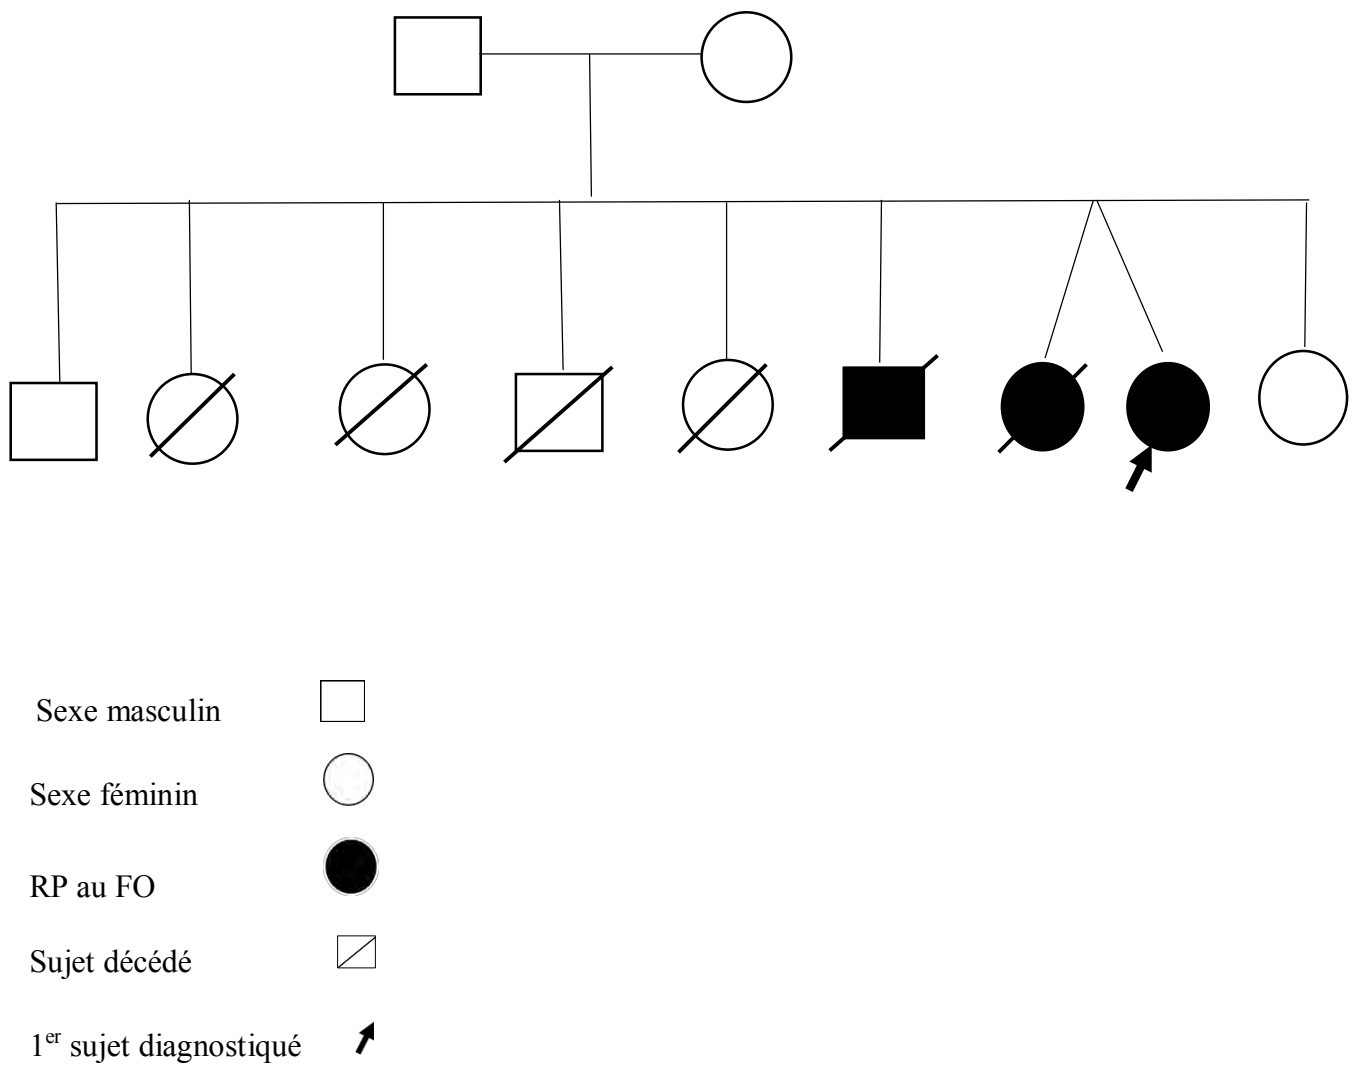 Sexe masculin
Sexe féminin
RP au FO
Sujet décédé
1er sujet diagnostiqué